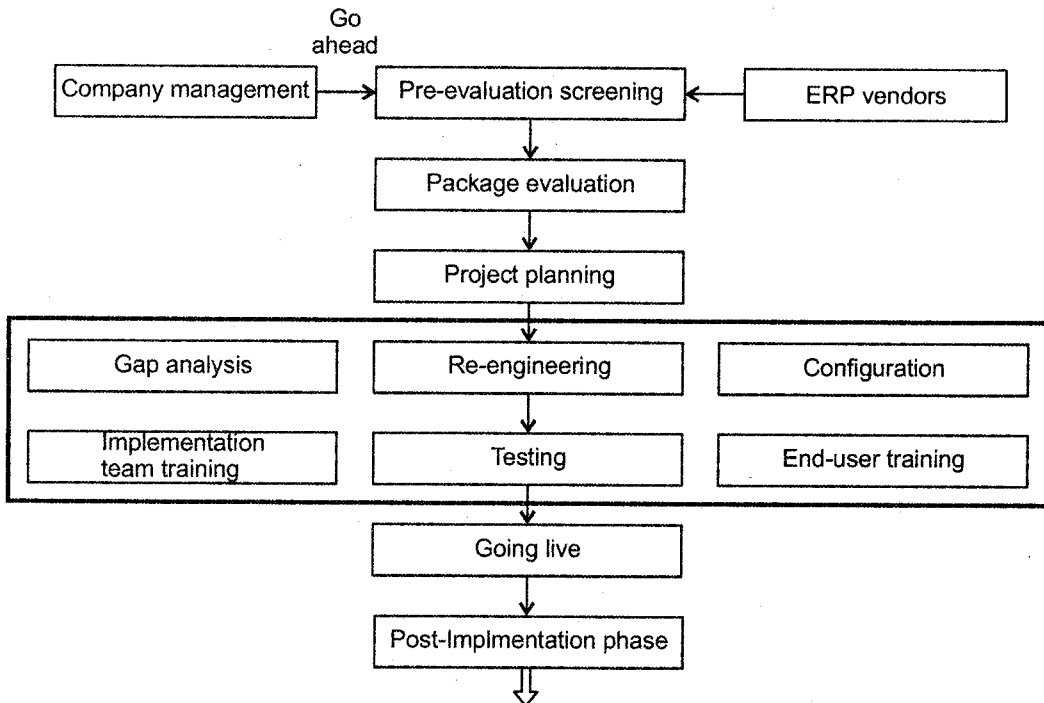 Go
ahead
Company management
Pre-evaluation screening
ERP vendors
Package evaluation
Project planning
Gap analysis
Re-engineering
Configuration
Implementation
team training
Testing
End-user training
Going live
Post-Implmentation phase